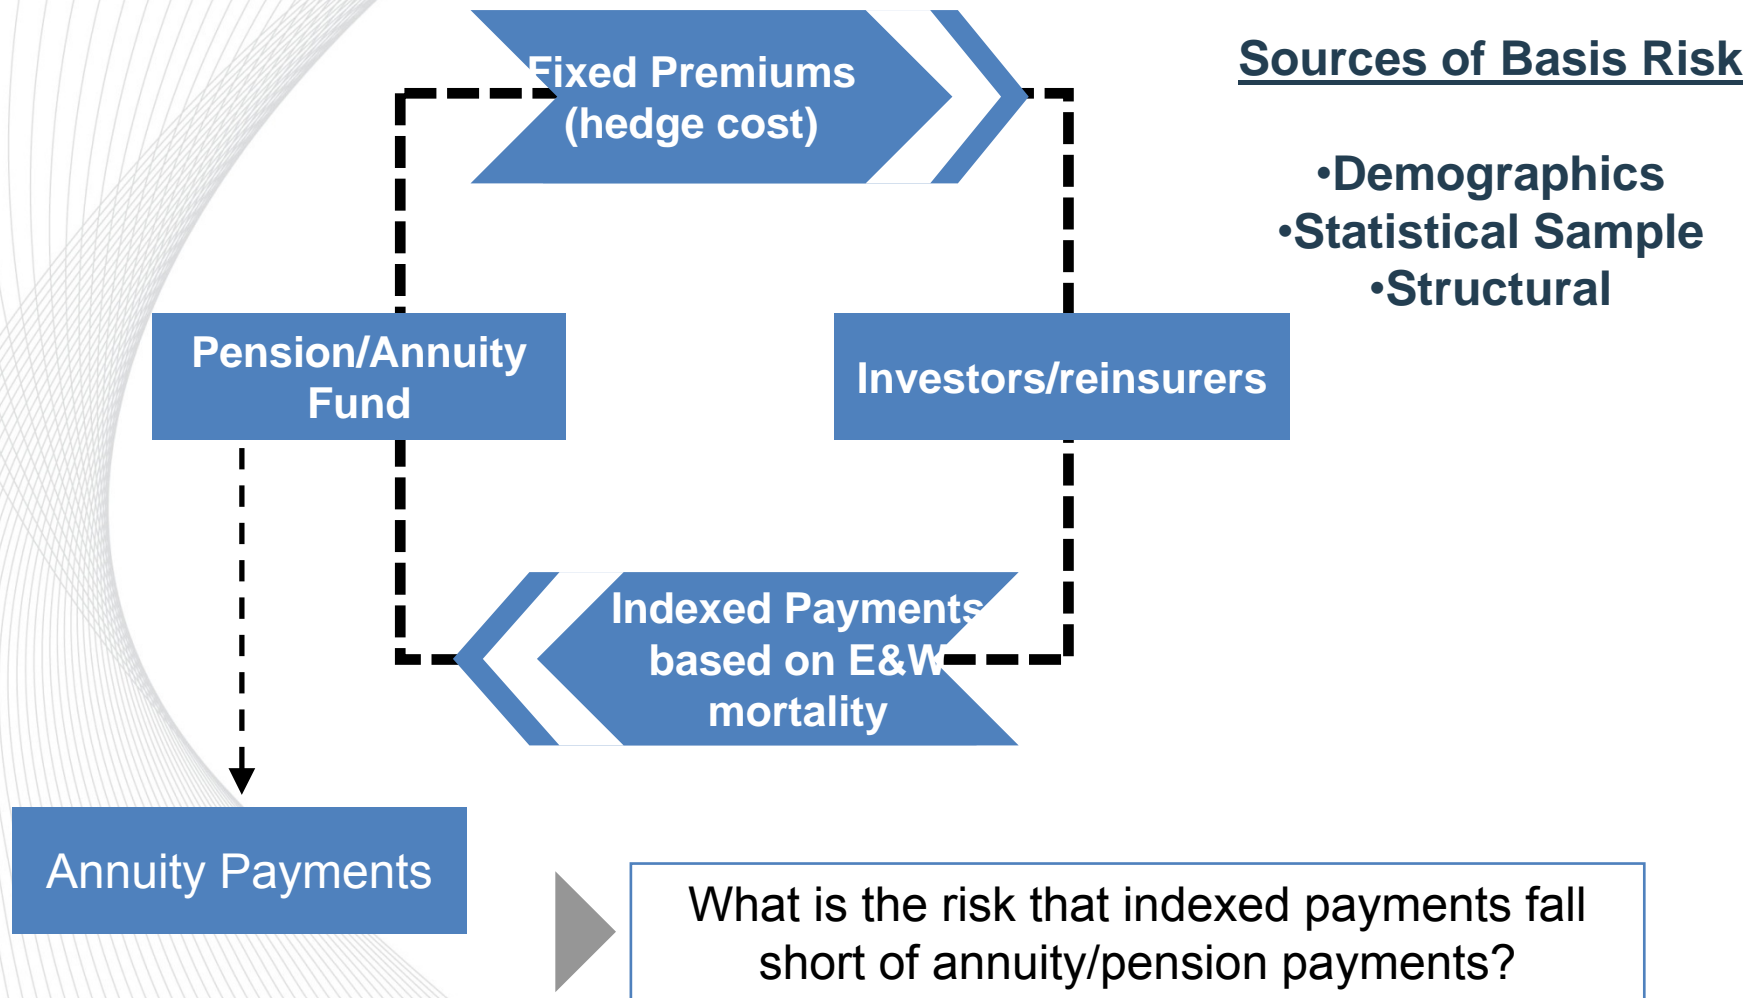 Fixed Premiums
(hedge cost)
Sources of Basis Risk
•Demographics
•Statistical Sample
•Structural
Pension/Annuity
Fund
Investors/reinsurers
Indexed Payments
based on E&W
mortality
Annuity Payments
What is the risk that indexed payments fall
short of annuity/pension payments?